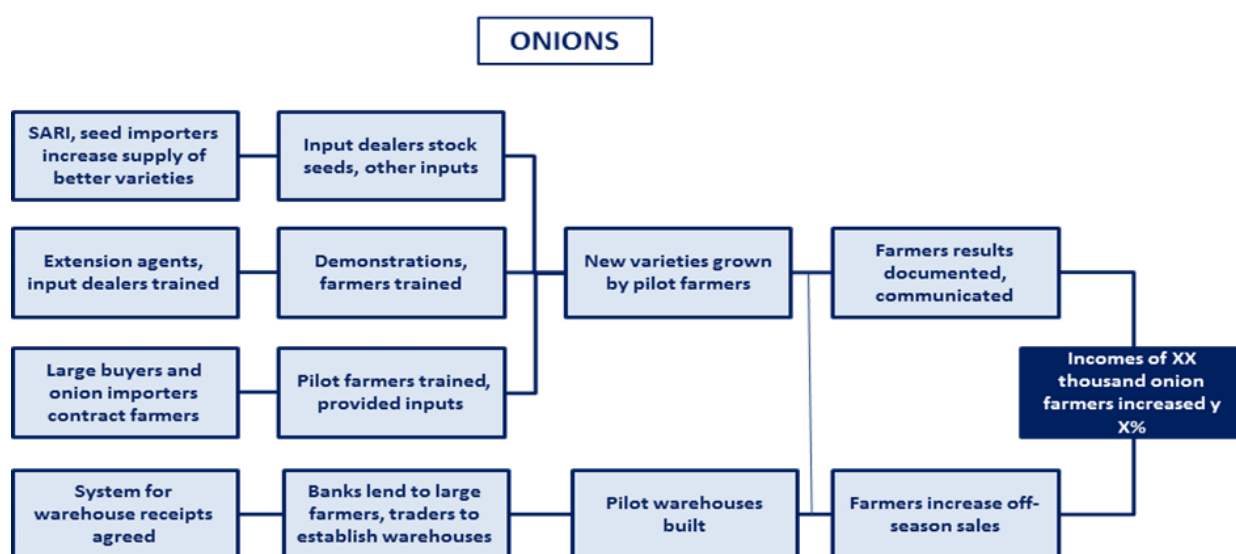 ONIONS
SARI, seed importers
increase supply of
better varieties
Input dealers stock
seeds, other inputs
Extension agents,
input dealers trained
Demonstrations,
farmers trained
New varieties grown
by pilot farmers
Farmers results
documented,
communicated
Large buyers and
onion importers
contract farmers
Pilot farmers trained,
provided inputs
Incomes of XX
thousand onion
farmers increased y
X%
System for
warehouse receipts
agreed
Banks lend to large
farmers, traders to
establish warehouses
Pilot warehouses
built
Farmers increase off-
season sales